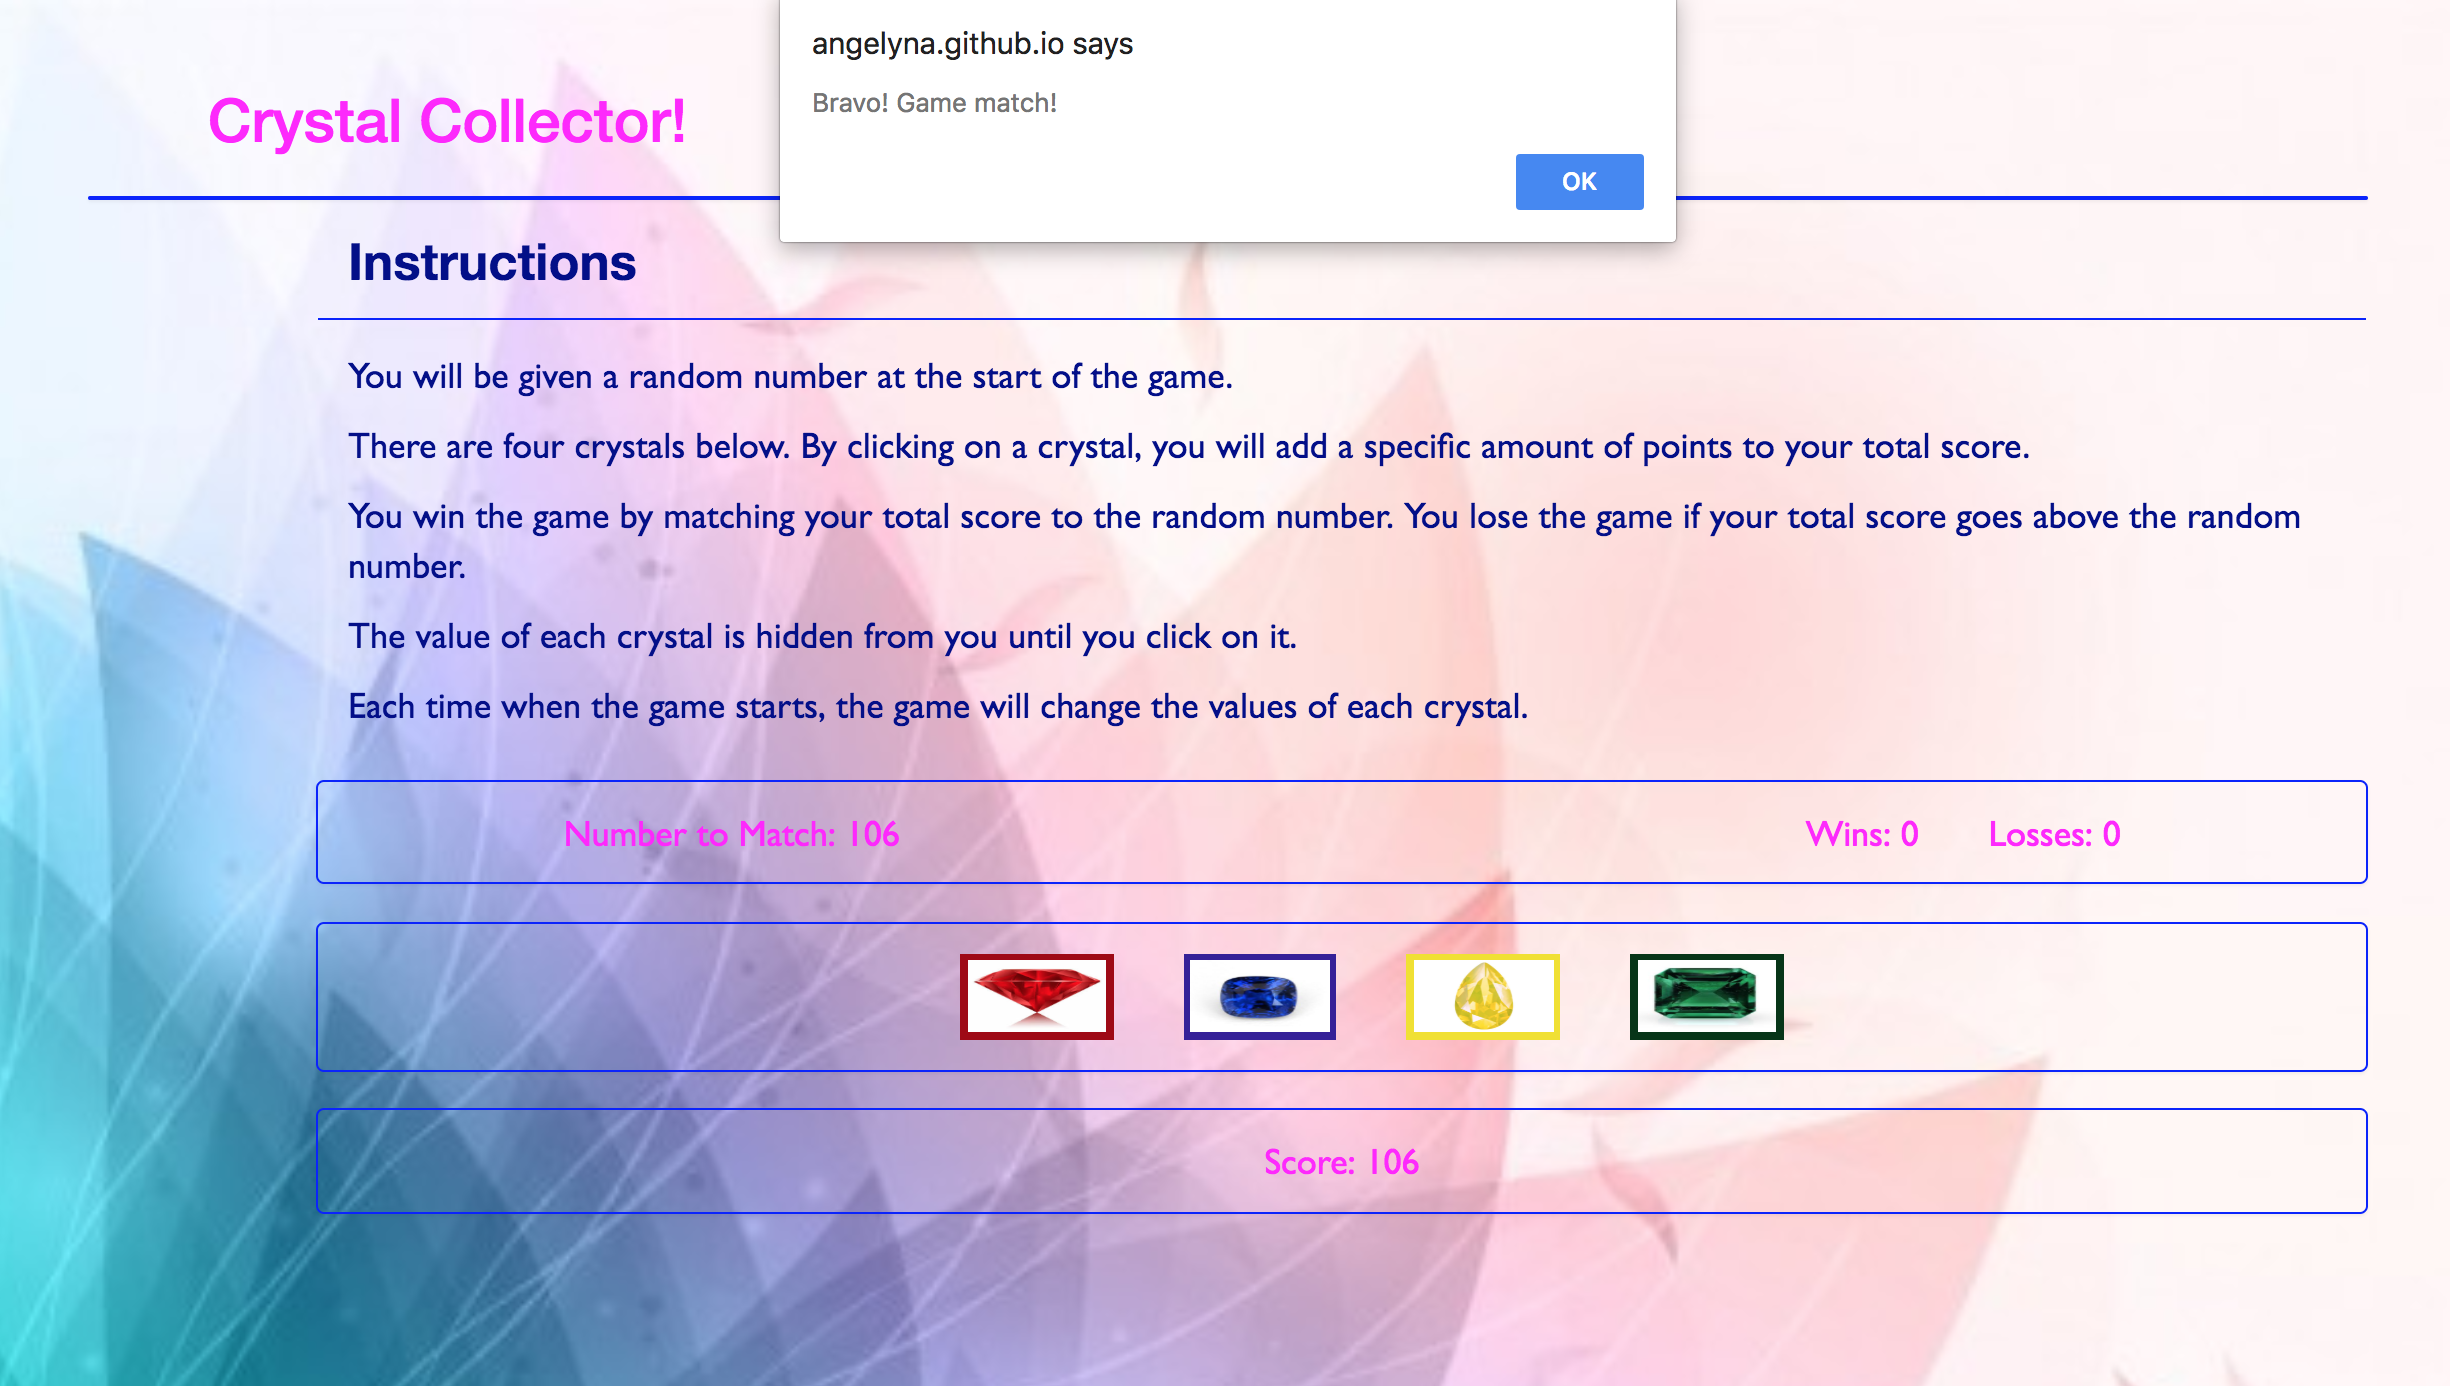 angelyna.github.io says
Bravo! Game match!
OK
Crystal Collector!
Instructions
You will be given a random number at the start of the game.
There are four crystals below. By clicking on a crystal, you will add a specific amount of points to your total score.
You win the game by matching your total score to the random number. You lose the game if your total score goes above the random
number.
The value of each crystal is hidden from you until you click on it.
Each time when the game starts, the game will change the values of each crystal.
Number to Match: 106
Wins: 0
Losses: 0
Score: 106